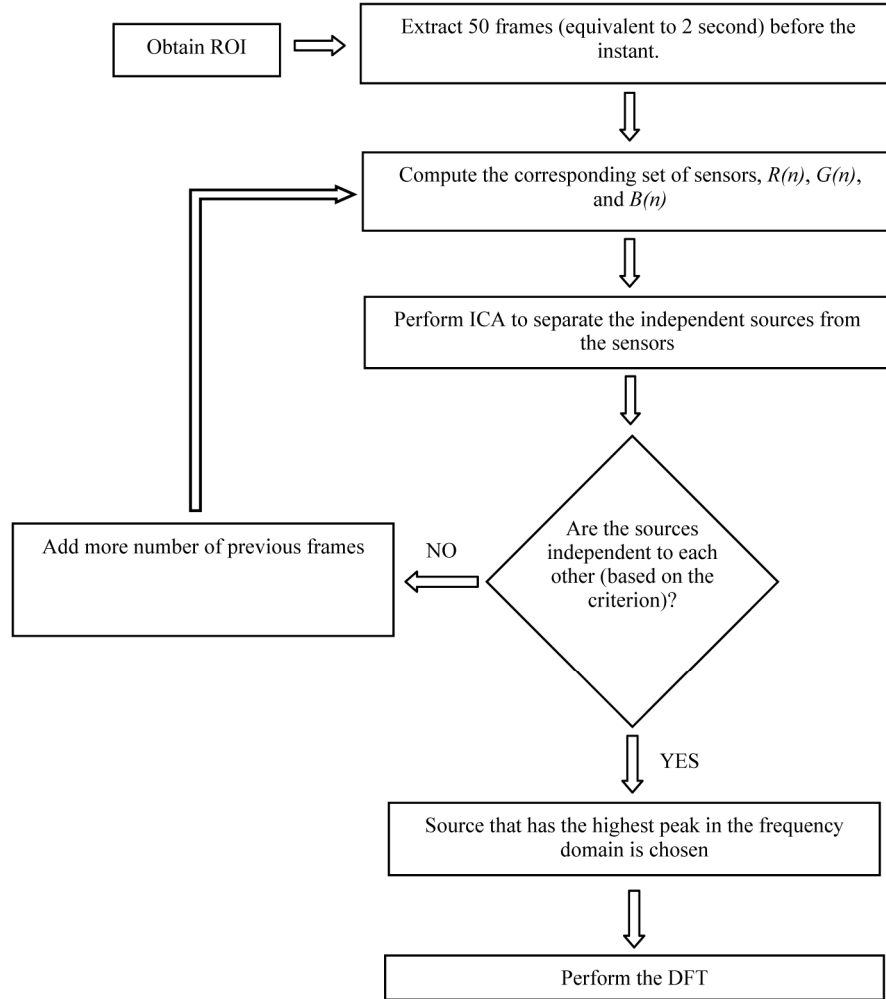 Obtain ROI
Extract 50 frames (equivalent to 2 second) before the
instant.
Compute the corresponding set of sensors, R(n), G(n),
and B(n)
Perform ICA to separate the independent sources from
the sensors
Are the sources
independent to each
other (based on the
criterion)?
NO
Add more number of previous frames
YES
Source that has the highest peak in the frequency
domain is chosen
Perform the DFT